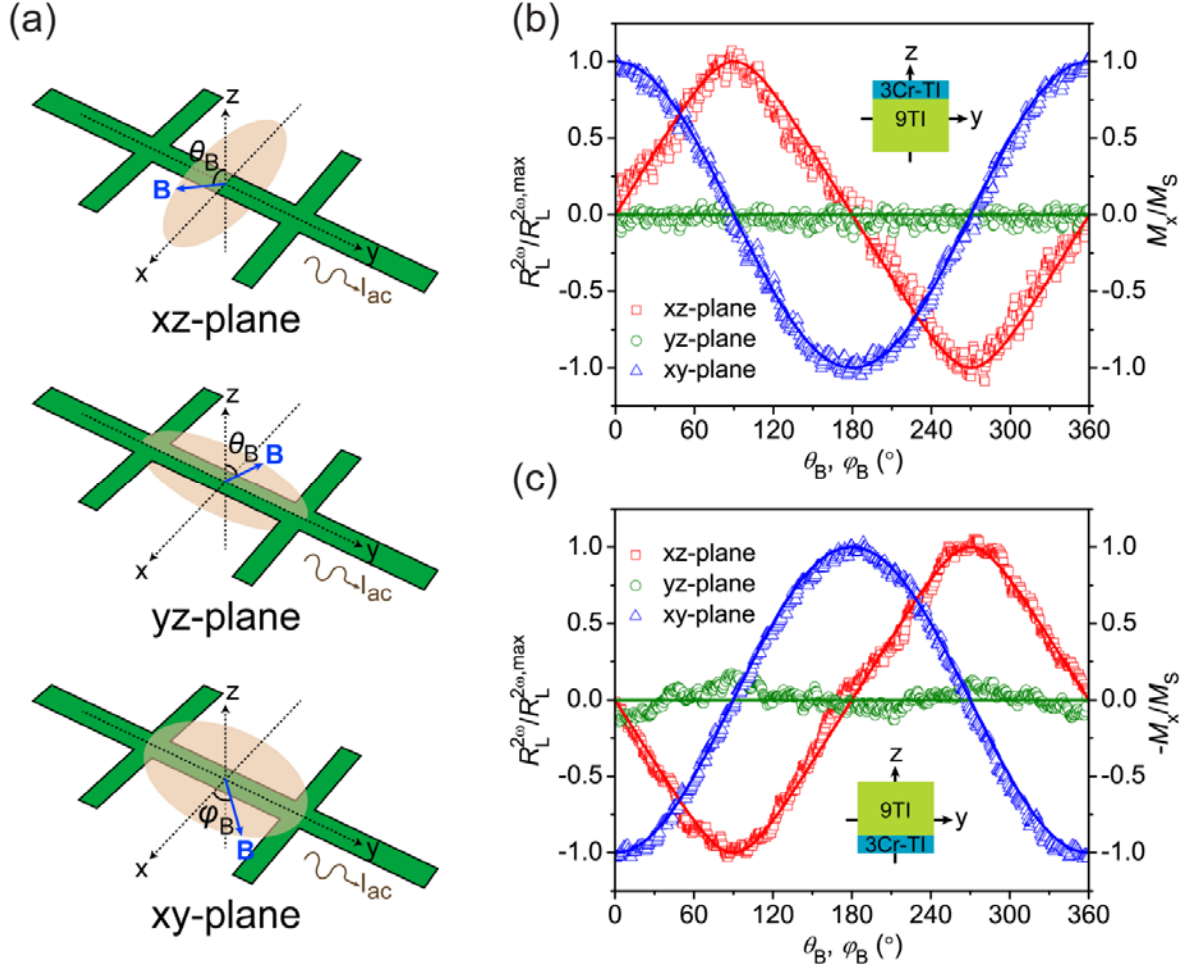 (a)
z
θB
B
x
y
Iac
xz-plane
z
θB
B
x
y
Iac
yz-plane
z
φB
B
x
y
Iac
xy-plane
(b)
1.0
0.5
0.0
-0.5
-1.0
RL2ω/RL2ω,max
z
3Cr-TI
9TI
y
xz-plane
yz-plane
xy-plane
1.0
0.5
0.0
-0.5
-1.0
Mx/MS
0 60 120 180 240 300 360
θB, φB (°)
(c)
1.0
0.5
0.0
-0.5
-1.0
RL2ω/RL2ω,max
xz-plane
yz-plane
xy-plane
z
9TI
y
3Cr-TI
1.0
0.5
0.0
-0.5
-1.0
-Mx/MS
0 60 120 180 240 300 360
θB, φB (°)